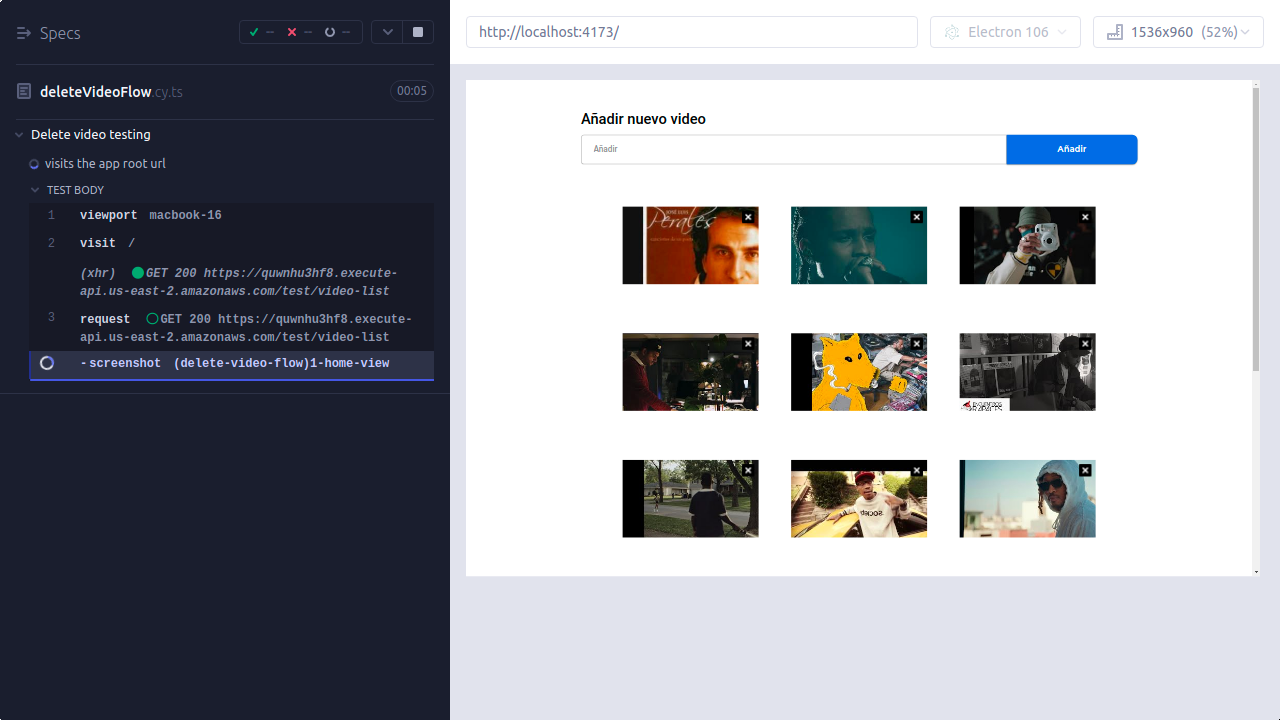 Specs
--
--
--
deleteVideoFlow.cy.ts
00:05
Delete video testing
visits the app root url
TEST BODY
1 viewport macbook-16
2 visit /
(xhr) GET 200 https://quwnhu3hf8.execute-
api.us-east-2.amazonaws.com/test/video-list
3 request GET 200 https://quwnhu3hf8.execute-
api.us-east-2.amazonaws.com/test/video-list
-screenshot (delete-video-flow)1-home-view
http://localhost:4173/
Electron 106
1536x960 (52%)
Añadir nuevo video
Añadir
Añadir
JOSÉ LUIS
Perales